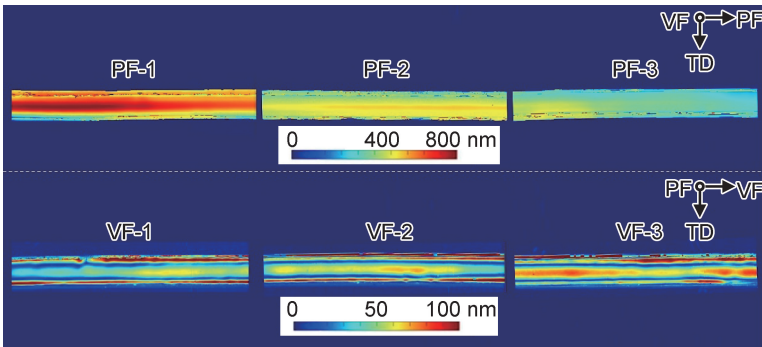 VF PF
TD
PF-1 PF-2 PF-3
0 400 800 nm
PF VF
TD
VF-1 VF-2 VF-3
0 50 100 nm